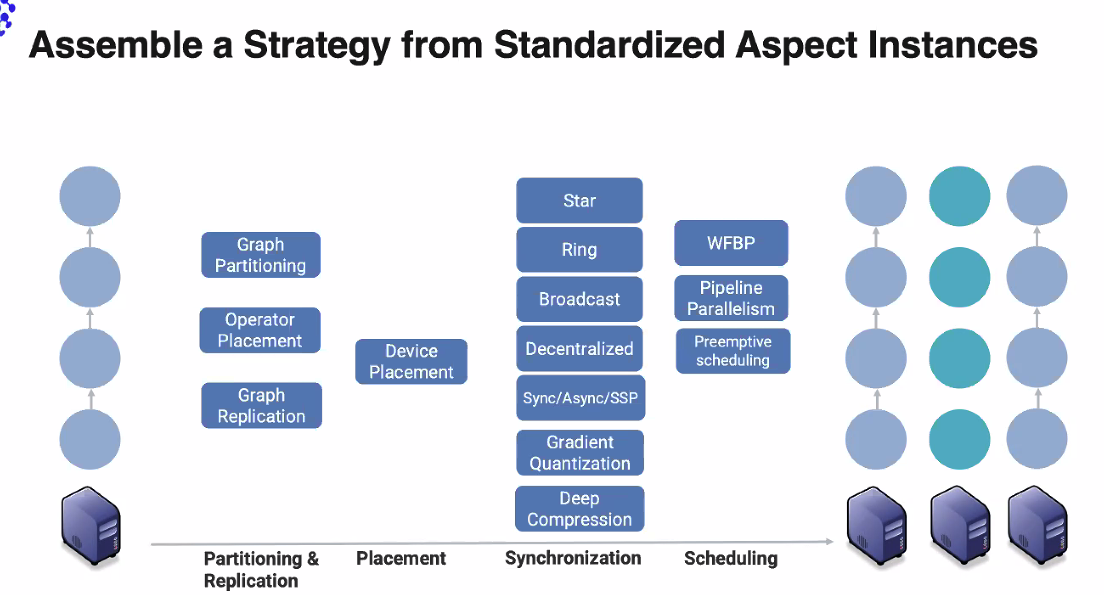 Assemble a Strategy from Standardized Aspect Instances
Graph
Partitioning
Operator
Placement
Graph
Replication
Device
Placement
Star
Ring
Broadcast
Decentralized
Sync/Async/SSP
Gradient
Quantization
Deep
Compression
WFBP
Pipeline
Parallelism
Preemptive
scheduling
Partitioning &
Replication
Placement
Synchronization
Scheduling